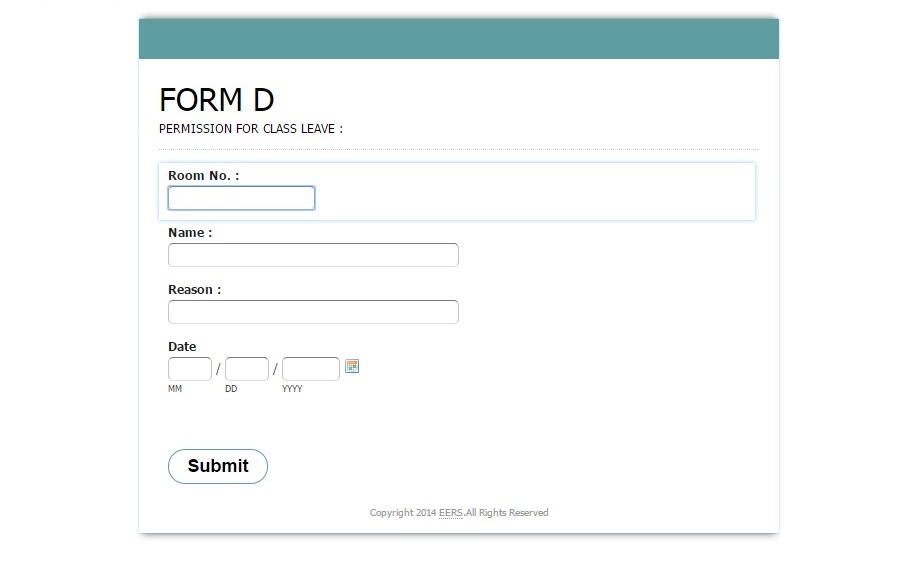 FORM D
PERMISSION FOR CLASS LEAVE :
Room No. :
Name :
Reason :
Date
/ /
MM DD YYYY
Submit
Copyright 2014 EERS.All Rights Reserved